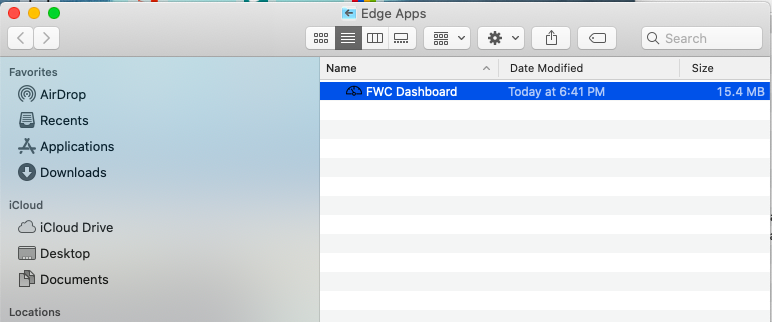 Edge Apps
Search
Favorites
AirDrop
Recents
Applications
Downloads
iCloud
iCloud Drive
Desktop
Documents
Locations
Name Date Modified Size
FWC Dashboard Today at 6:41 PM 15.4 MB